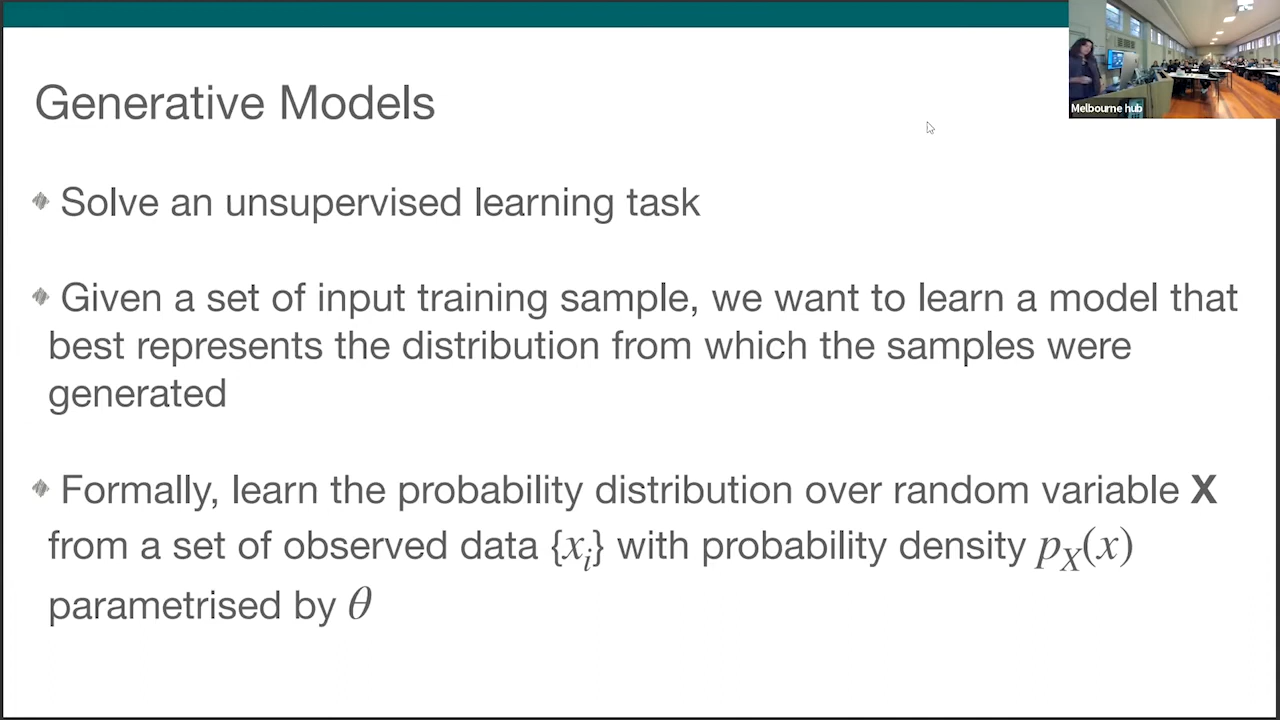 Melbourne hub
Generative Models
Solve an unsupervised learning task
Given a set of input training sample, we want to learn a model that
best represents the distribution from which the samples were
generated
Formally, learn the probability distribution over random variable X
from a set of observed data {x_i} with probability density p_X(x)
parametrised by θ